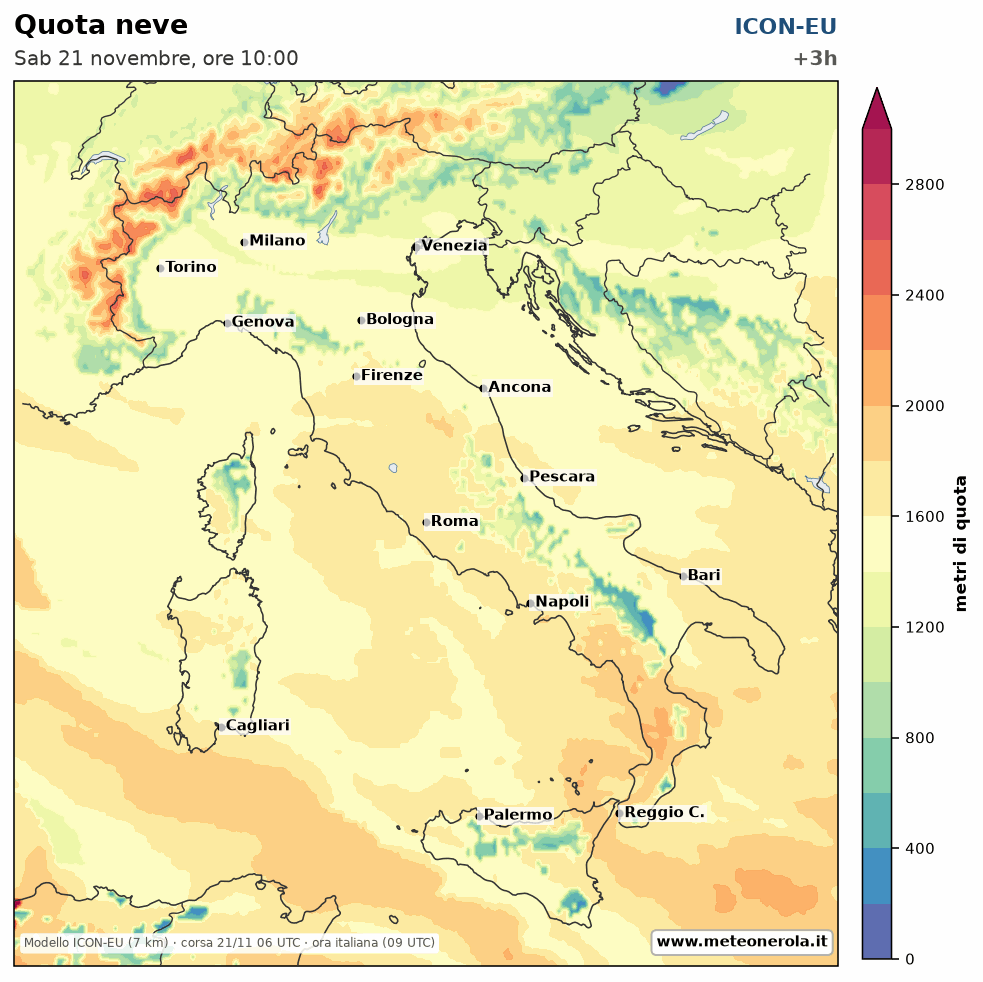 Quota neve
ICON-EU
Sab 21 novembre, ore 10:00
+3h
Milano
Venezia
Torino
Genova
Bologna
Firenze
Ancona
Pescara
Roma
Bari
Napoli
Cagliari
Palermo
Reggio C.
2800
2400
2000
1600
1200
800
400
0
metri di quota
Modello ICON-EU (7 km) · corsa 21/11 06 UTC · ora italiana (09 UTC)
www.meteonerola.it